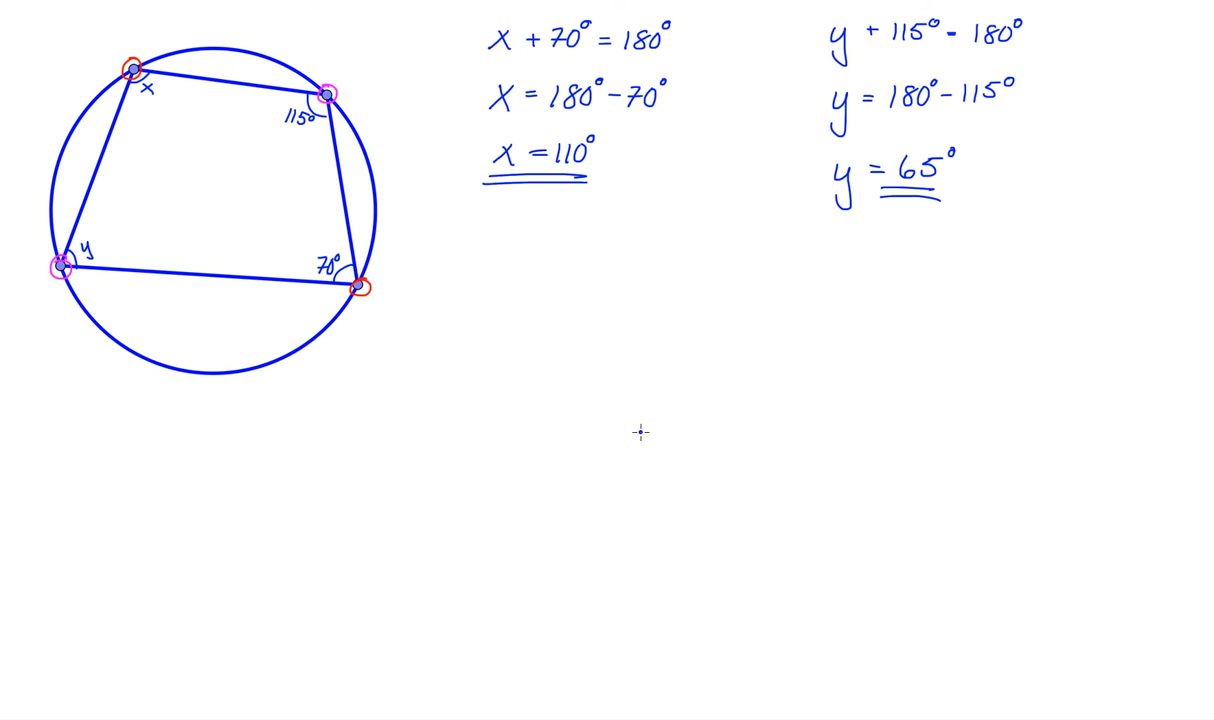 x + 70° = 180°
x = 180° - 70°
x = 110°
y + 115° - 180°
y = 180° - 115°
y = 65°
x
115°
y
70°